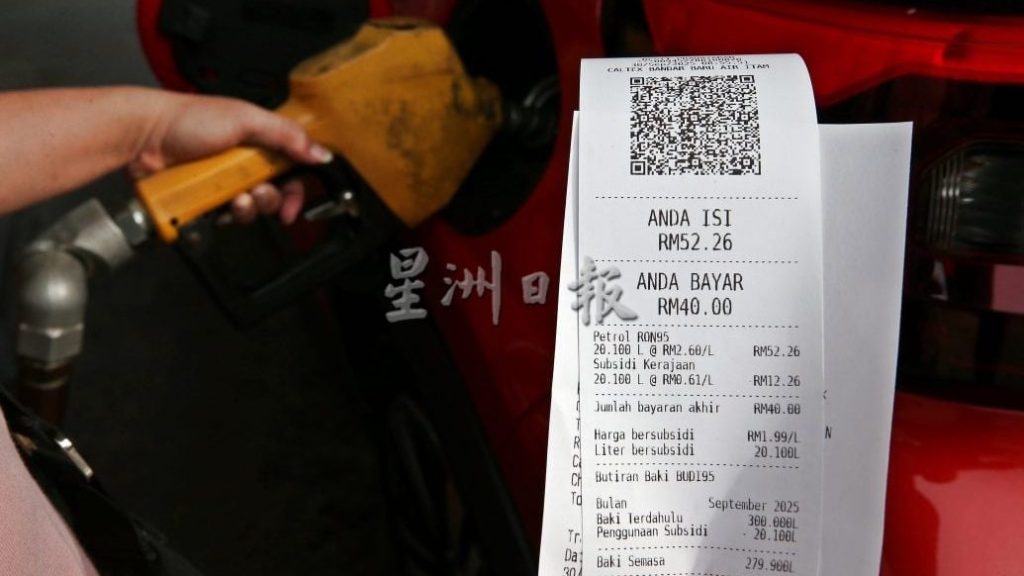 CALTEX BANDAR BARU AIR ITAM
ANDA ISI
RM52.26
ANDA BAYAR
RM40.00
星洲日報
Petrol RON95
20.100 L @ RM2.60/L RM52.26
Subsidi Kerajaan
20.100 L @ RM0.61/L RM12.26
Jumlah bayaran akhir RM40.00
Harga bersubsidi RM1.99/L
Liter bersubsidi 20.100L
Butiran Baki BUDI95
Bulan September 2025
Baki Terdahulu 300.000L
Penggunaan Subsidi - 20.100L
Baki Semasa 279.900L